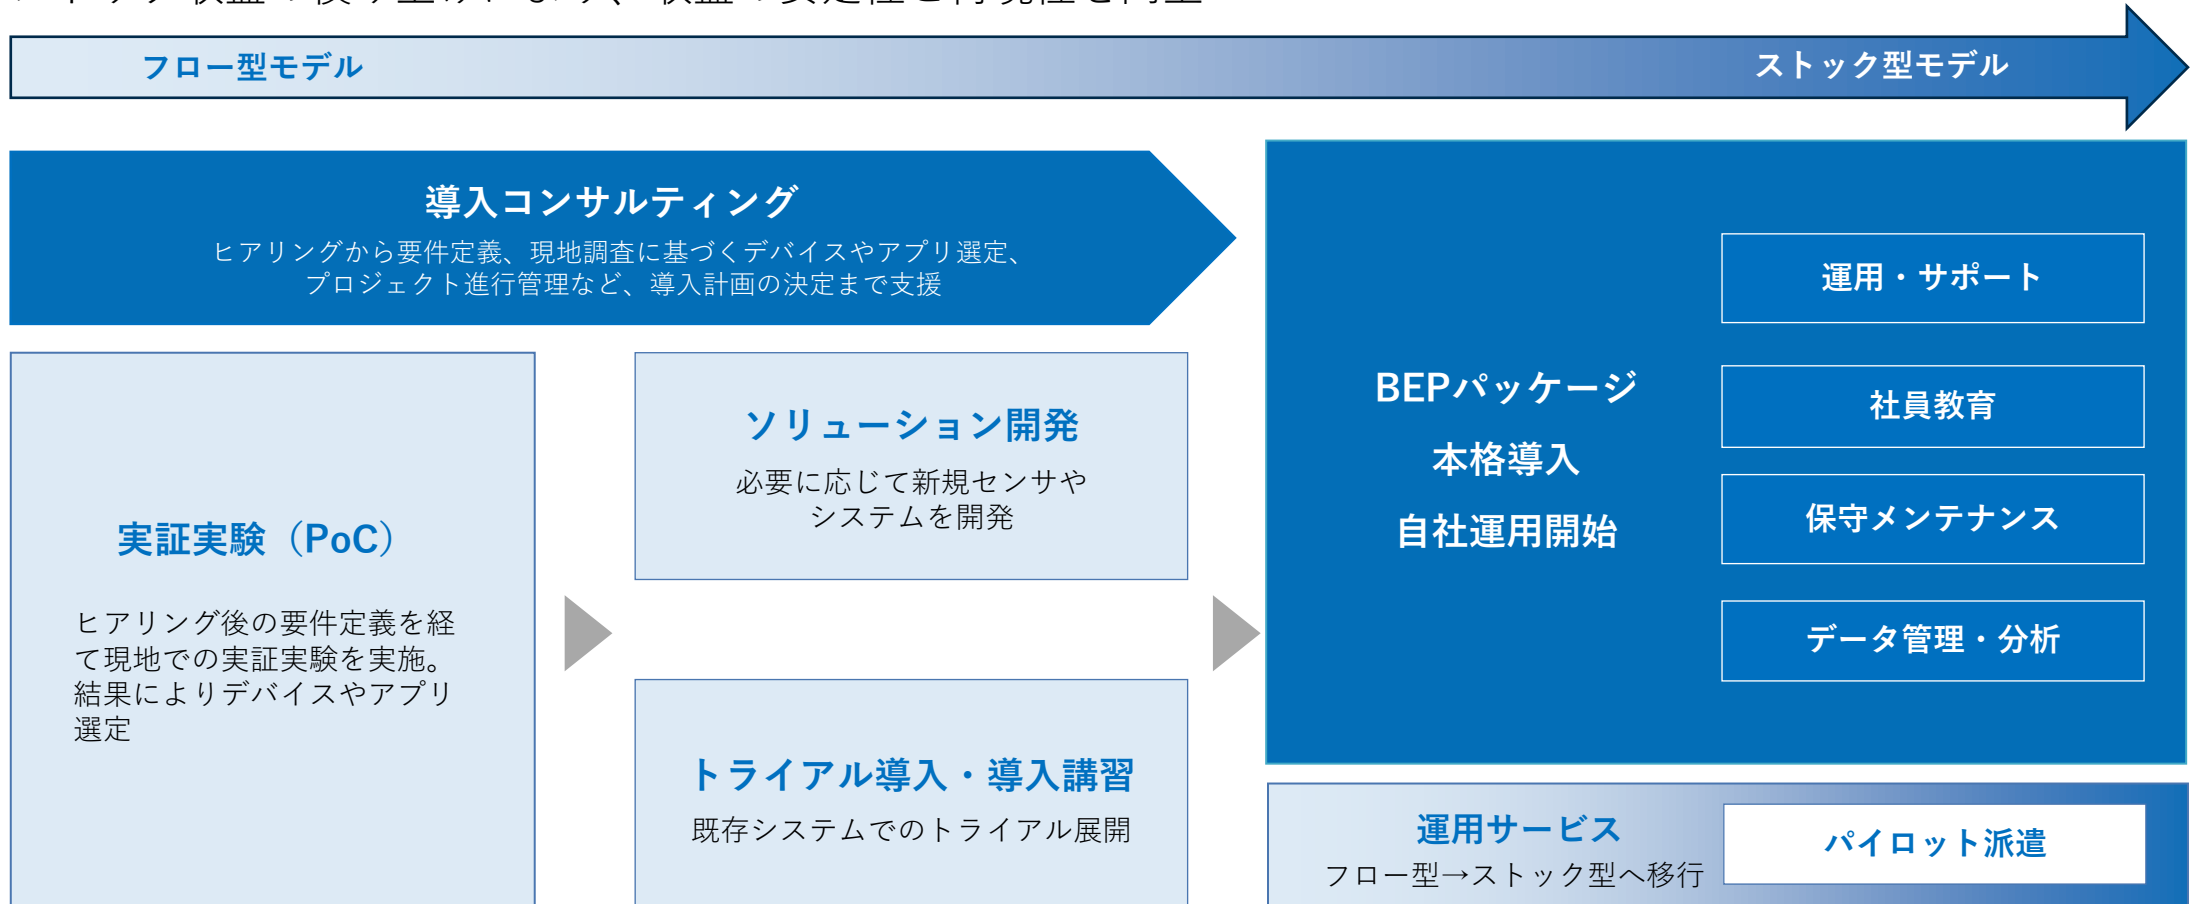 フロー型モデル
ストック型モデル
導入コンサルティング
ヒアリングから要件定義、現地調査に基づくデバイスやアプリ選定、
プロジェクト進行管理など、導入計画の決定まで支援
実証実験（PoC）
ヒアリング後の要件定義を経
て現地での実証実験を実施。
結果によりデバイスやアプリ
選定
ソリューション開発
必要に応じて新規センサや
システムを開発
トライアル導入・導入講習
既存システムでのトライアル展開
BEPパッケージ
本格導入
自社運用開始
運用・サポート
社員教育
保守メンテナンス
データ管理・分析
運用サービス
フロー型→ストック型へ移行
パイロット派遣